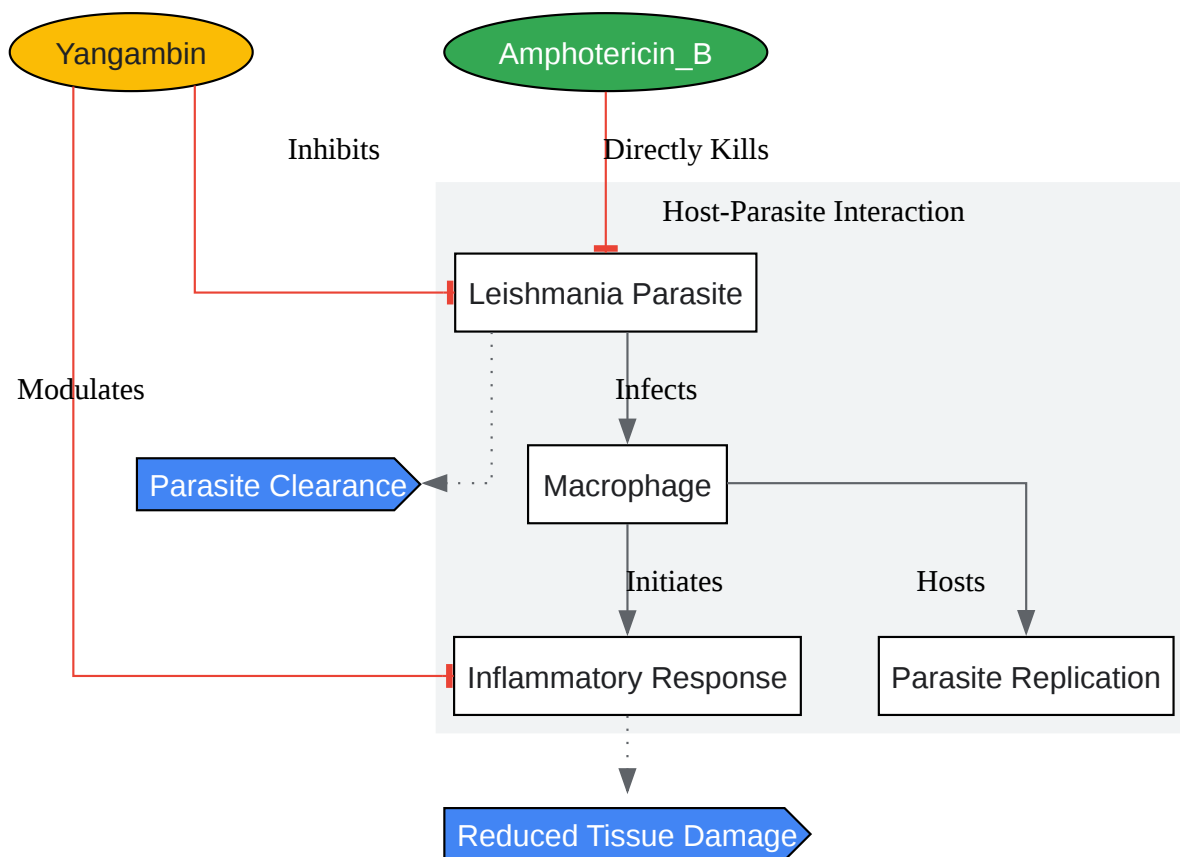 Yangambin
Amphotericin_B
Inhibits
Directly Kills
Host-Parasite Interaction
Leishmania Parasite
Modulates
Infects
Parasite Clearance
Macrophage
Initiates
Hosts
Inflammatory Response
Parasite Replication
Reduced Tissue Damage